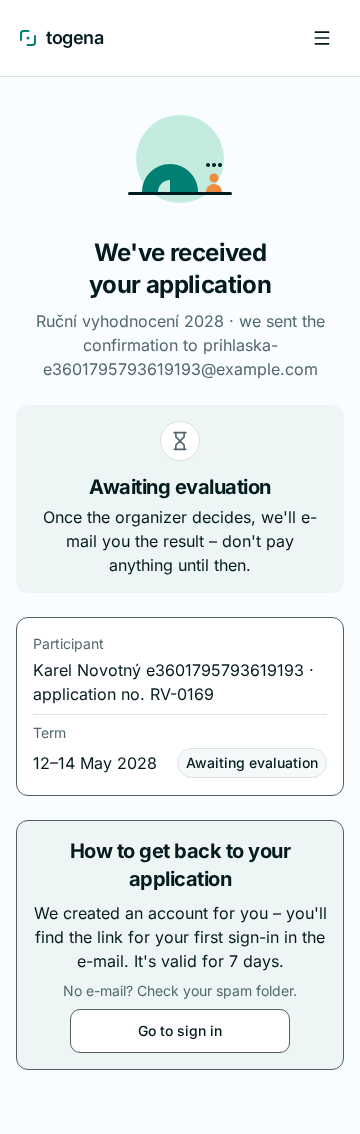 togena
We've received
your application
Ruční vyhodnocení 2028 · we sent the
confirmation to prihlaska-
e3601795793619193@example.com
Awaiting evaluation
Once the organizer decides, we'll e-
mail you the result – don't pay
anything until then.
Participant
Karel Novotný e3601795793619193 ·
application no. RV-0169
Term
12–14 May 2028
Awaiting evaluation
How to get back to your
application
We created an account for you – you'll
find the link for your first sign-in in the
e-mail. It's valid for 7 days.
No e-mail? Check your spam folder.
Go to sign in